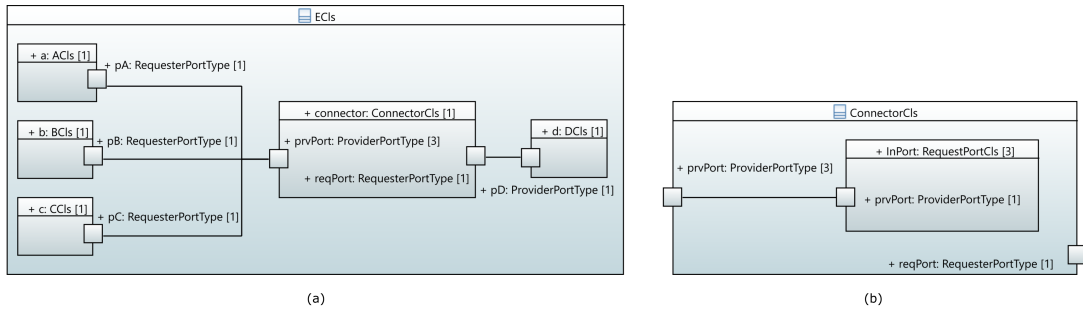 ECls
+ a: ACls [1]
+ pA: RequesterPortType [1]
+ connector: ConnectorCls [1]
+ b: BCls [1]
+ pB: RequesterPortType [1]
+ prvPort: ProviderPortType [3]
+ d: DCls [1]
+ reqPort: RequesterPortType [1]
+ pD: ProviderPortType [1]
+ c: CCls [1]
+ pC: RequesterPortType [1]
(a)
ConnectorCls
+ InPort: RequestPortCls [3]
+ prvPort: ProviderPortType [3]
+ prvPort: ProviderPortType [1]
+ reqPort: RequesterPortType [1]
(b)